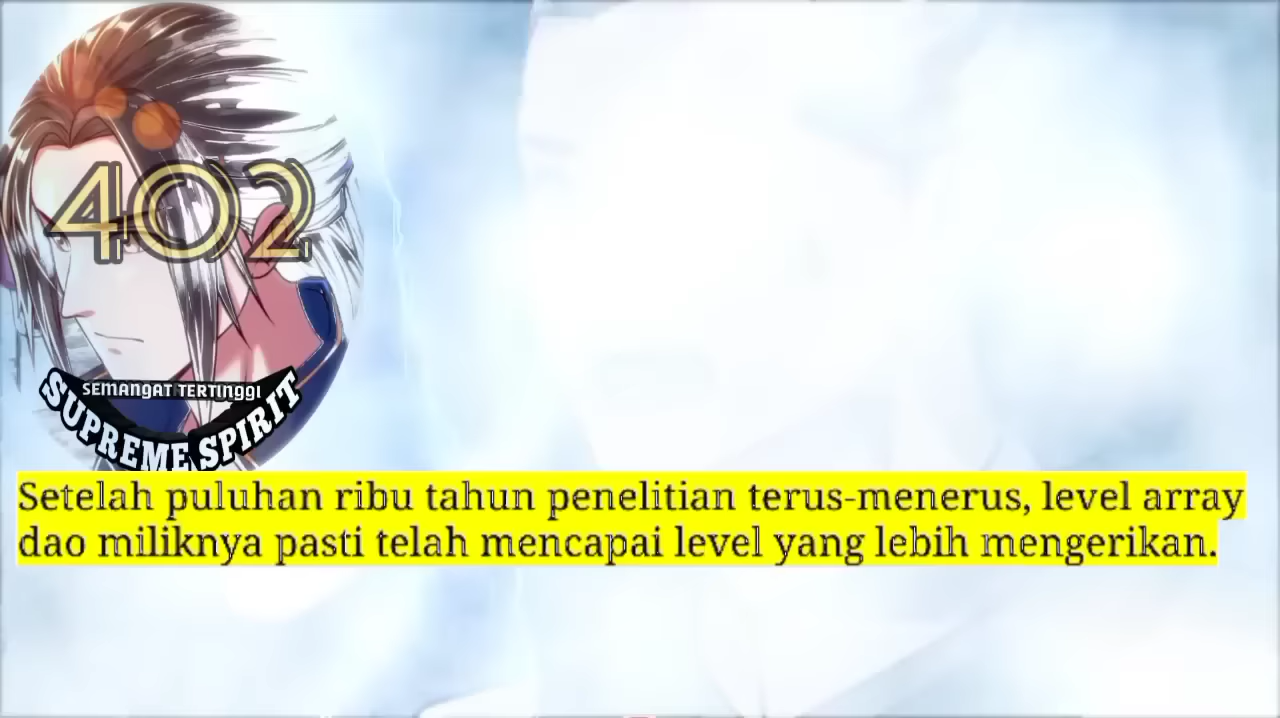 402
SEMANGAT TERTINGGI
SUPREME SPIRIT
Setelah puluhan ribu tahun penelitian terus-menerus, level array
dao miliknya pasti telah mencapai level yang lebih mengerikan.